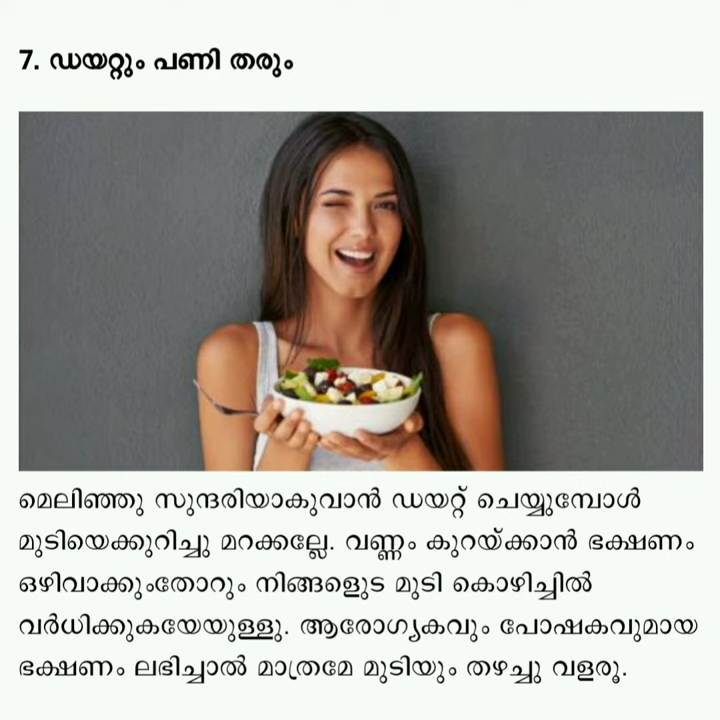 7. ഡയറ്റും പണി തരും
മെലിഞ്ഞു സുന്ദരിയാകുവാൻ ഡയറ്റ് ചെയ്യുമ്പോൾ
മുടിയെക്കുറിച്ചു മറക്കല്ലേ. വണ്ണം കുറയ്ക്കാൻ ഭക്ഷണം
ഒഴിവാക്കുംതോറും നിങ്ങളുടെ മുടി കൊഴിച്ചിൽ
വർധിക്കുകയേയുള്ളു. ആരോഗ്യകവും പോഷകവുമായ
ഭക്ഷണം ലഭിച്ചാൽ മാത്രമേ മുടിയും തഴച്ചു വളരൂ.